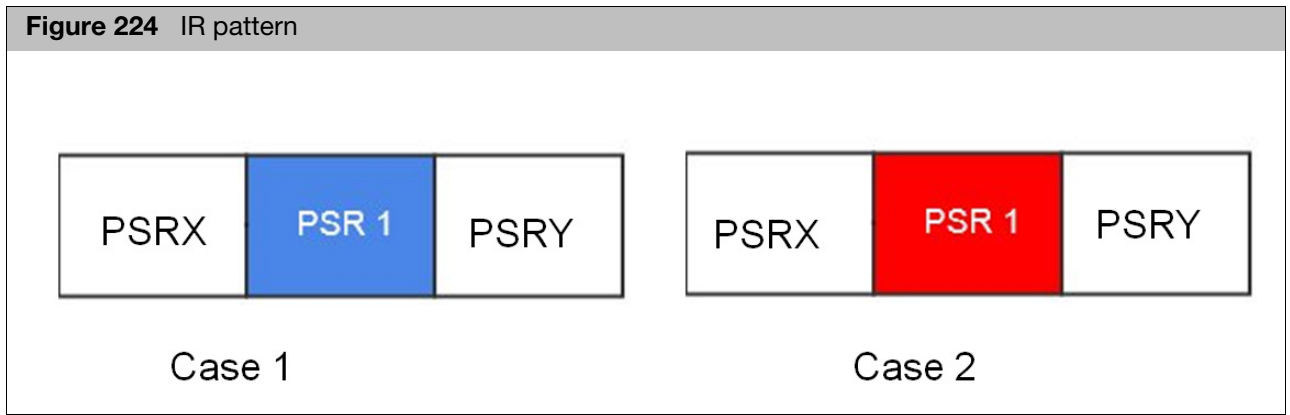 Figure 224 IR pattern
PSRX PSR 1 PSRY
PSRX PSR 1 PSRY
Case 1
Case 2